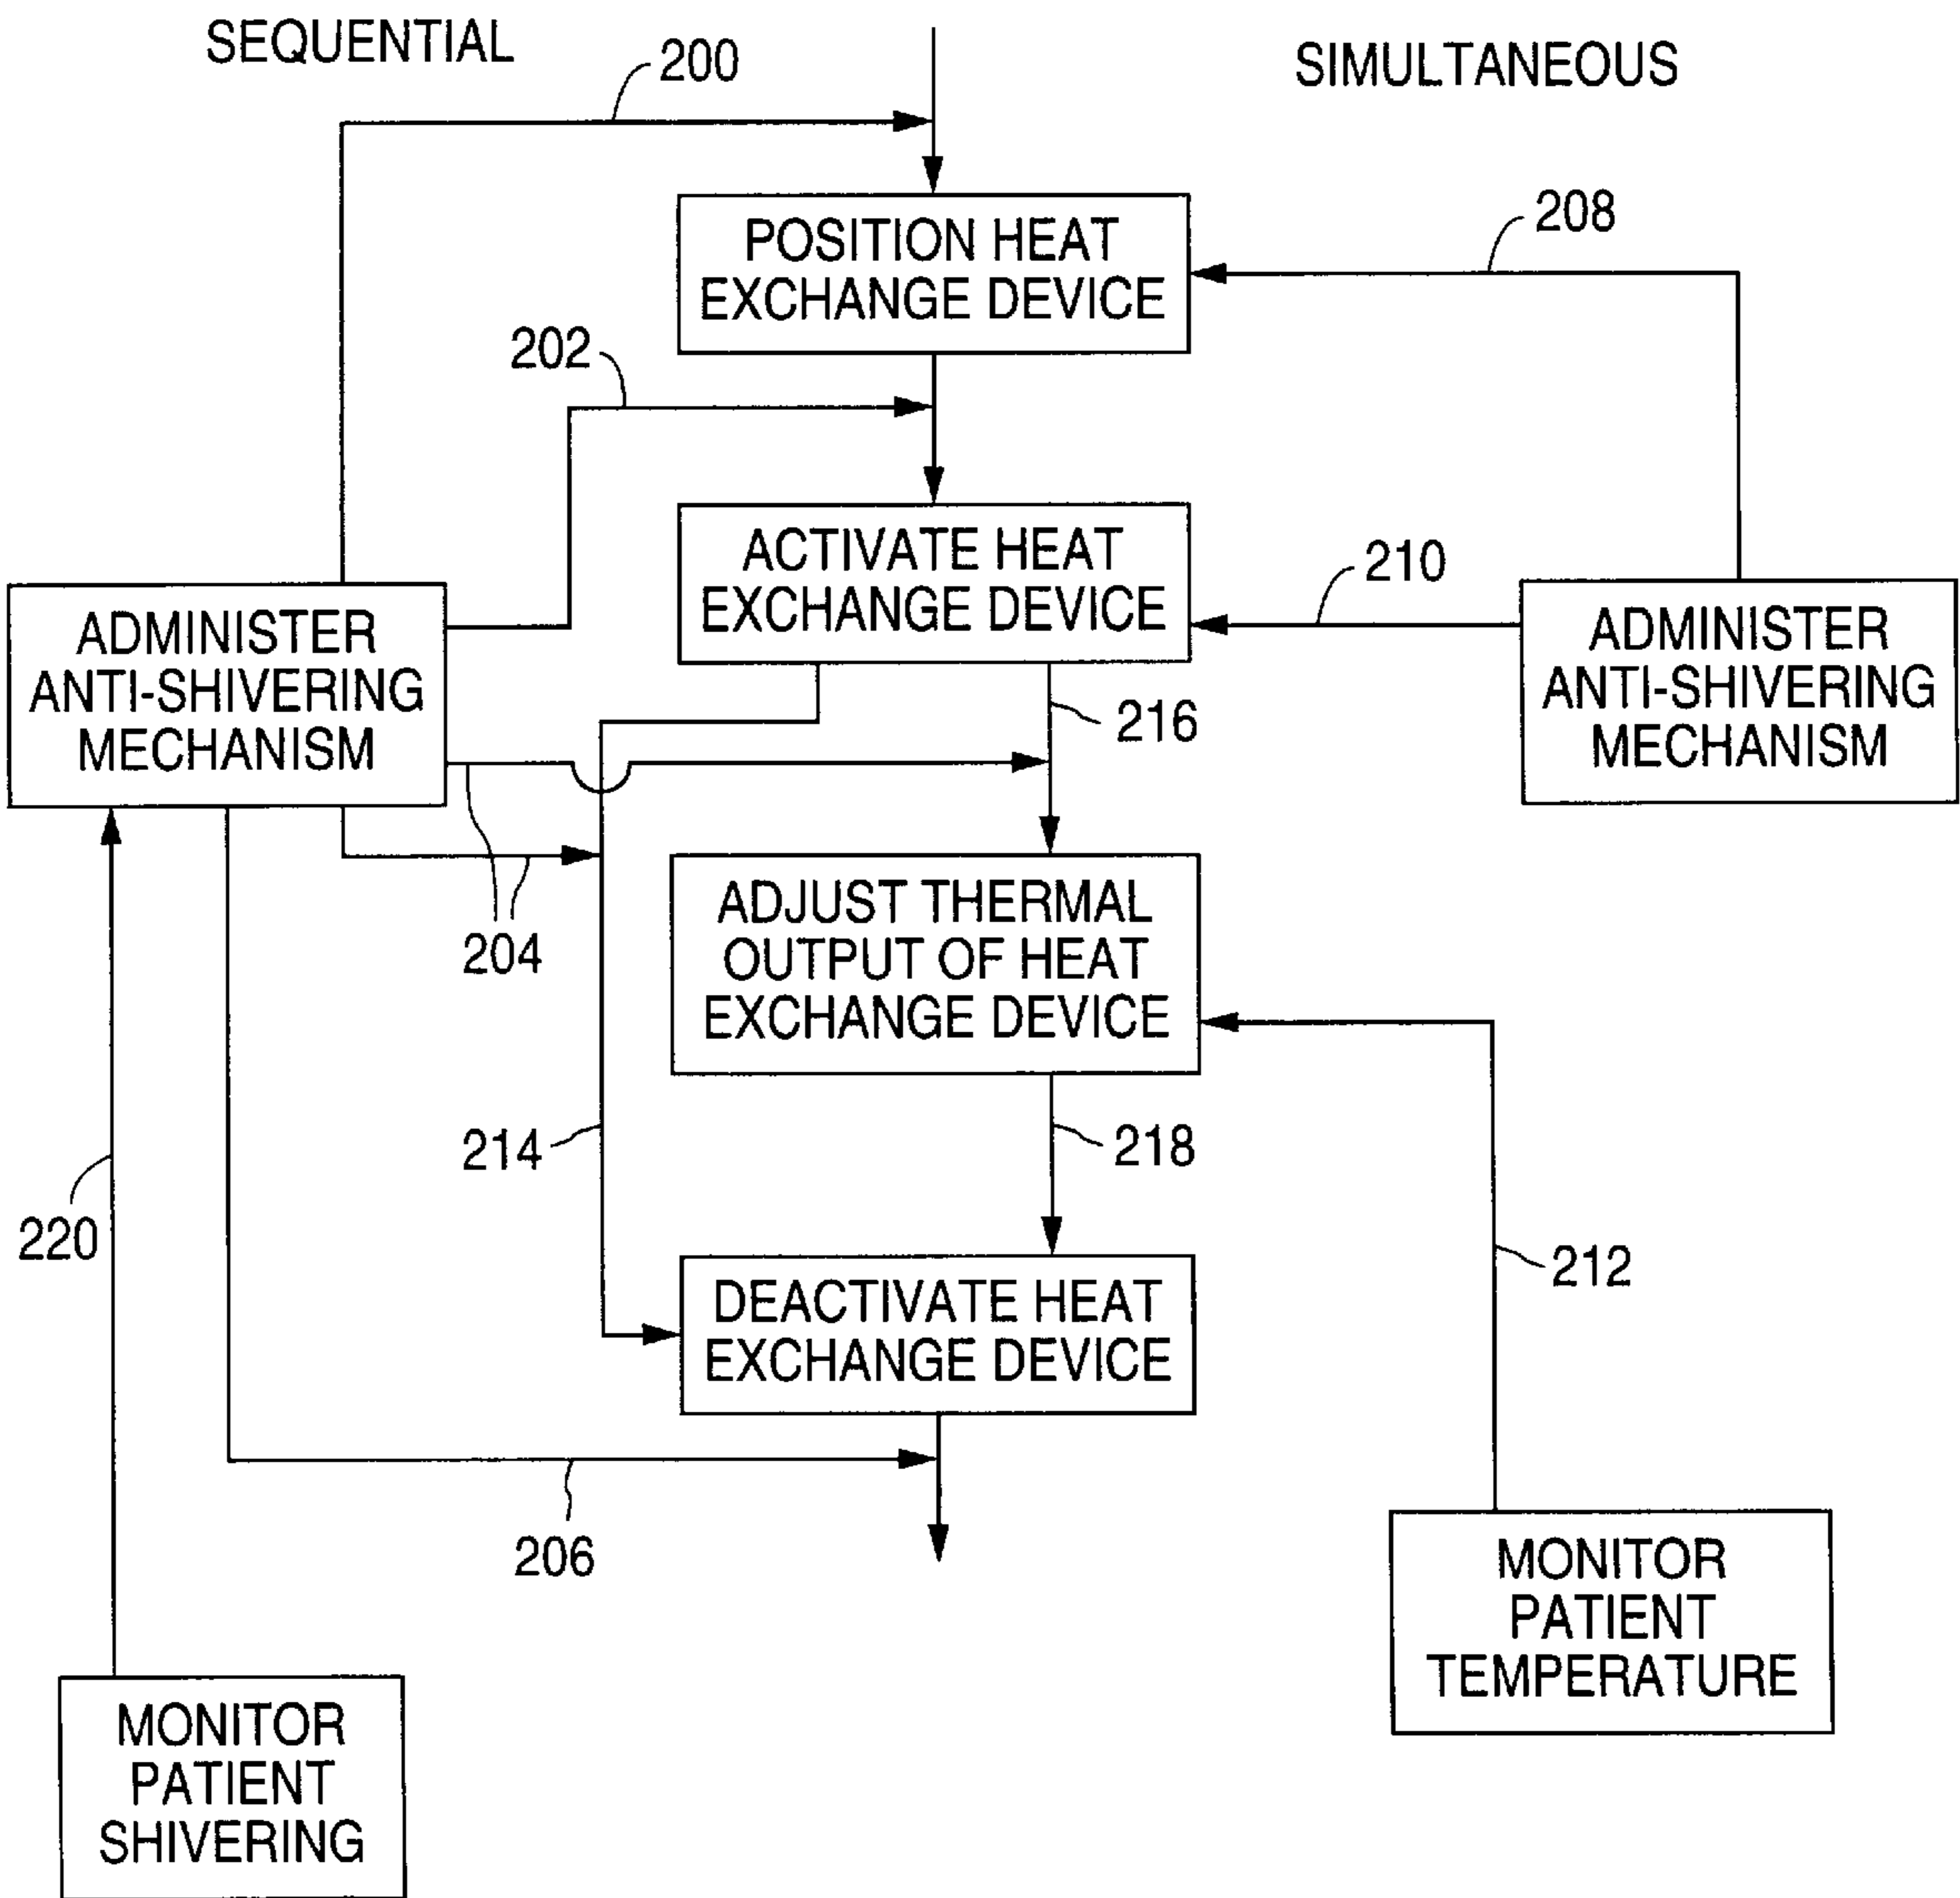 SEQUENTIAL
200
SIMULTANEOUS
POSITION HEAT
EXCHANGE DEVICE
208
202
ACTIVATE HEAT
EXCHANGE DEVICE
210
ADMINISTER
ANTI-SHIVERING
MECHANISM
ADMINISTER
ANTI-SHIVERING
MECHANISM
216
204
ADJUST THERMAL
OUTPUT OF HEAT
EXCHANGE DEVICE
214
218
220
212
DEACTIVATE HEAT
EXCHANGE DEVICE
206
MONITOR
PATIENT
TEMPERATURE
MONITOR
PATIENT
SHIVERING